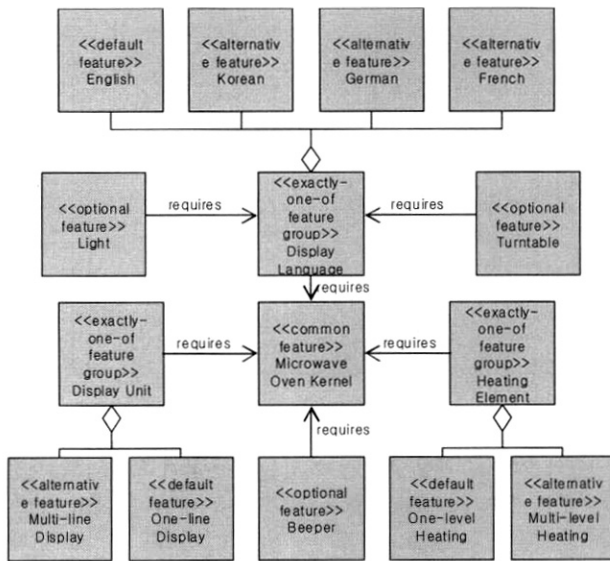 <<default
feature>>
English
<<alternativ
e feature>>
Korean
<<alternativ
e feature>>
German
<<alternativ
e feature>>
French
<<optional
feature>>
Light
requires
<<exactly-
one-of
feature
group>>
Display
Language
requires
<<optional
feature>>
Turntable
requires
<<exactly-
one-of
feature
group>>
Display Unit
requires
<<common
feature>>
Microwave
Oven Kernel
requires
<<exactly-
one-of
feature
group>>
Heating
Element
requires
<<alternativ
e feature>>
Multi-line
Display
<<default
feature>>
One-line
Display
<<optional
feature>>
Beeper
<<default
feature>>
One-level
Heating
<<alternativ
e feature>>
Multi-level
Heating